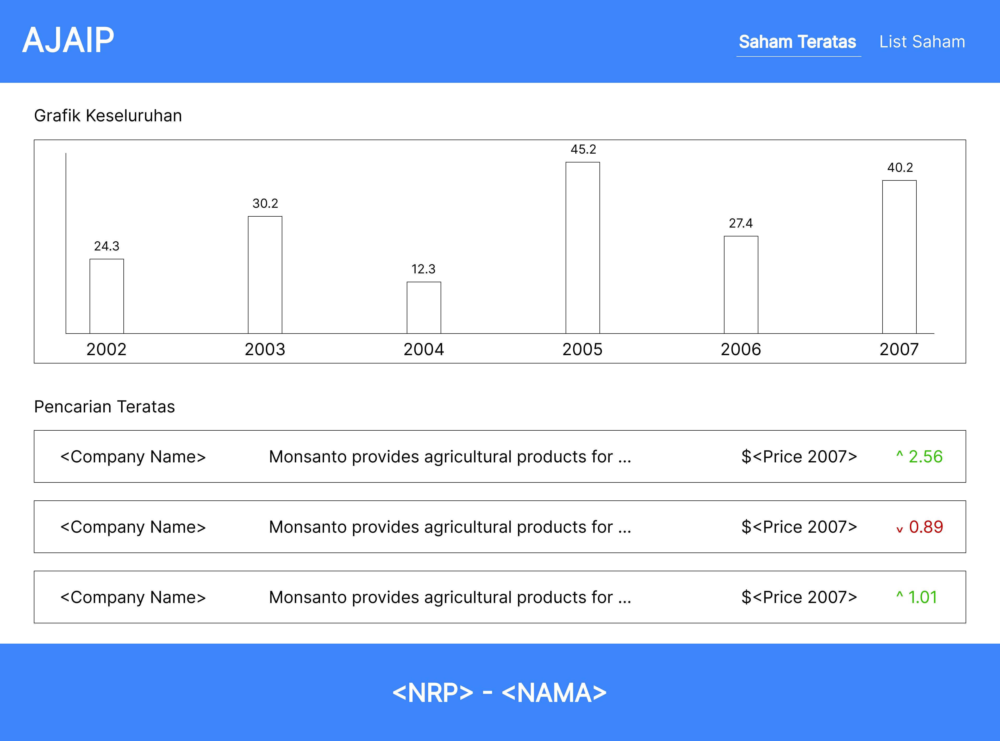 AJAIP
Saham Teratas List Saham
Grafik Keseluruhan
24.3
30.2
12.3
45.2
27.4
40.2
2002 2003 2004 2005 2006 2007
Pencarian Teratas
<Company Name> Monsanto provides agricultural products for ... $<Price 2007> ^ 2.56
<Company Name> Monsanto provides agricultural products for ... $<Price 2007> v 0.89
<Company Name> Monsanto provides agricultural products for ... $<Price 2007> ^ 1.01
<NRP> - <NAMA>